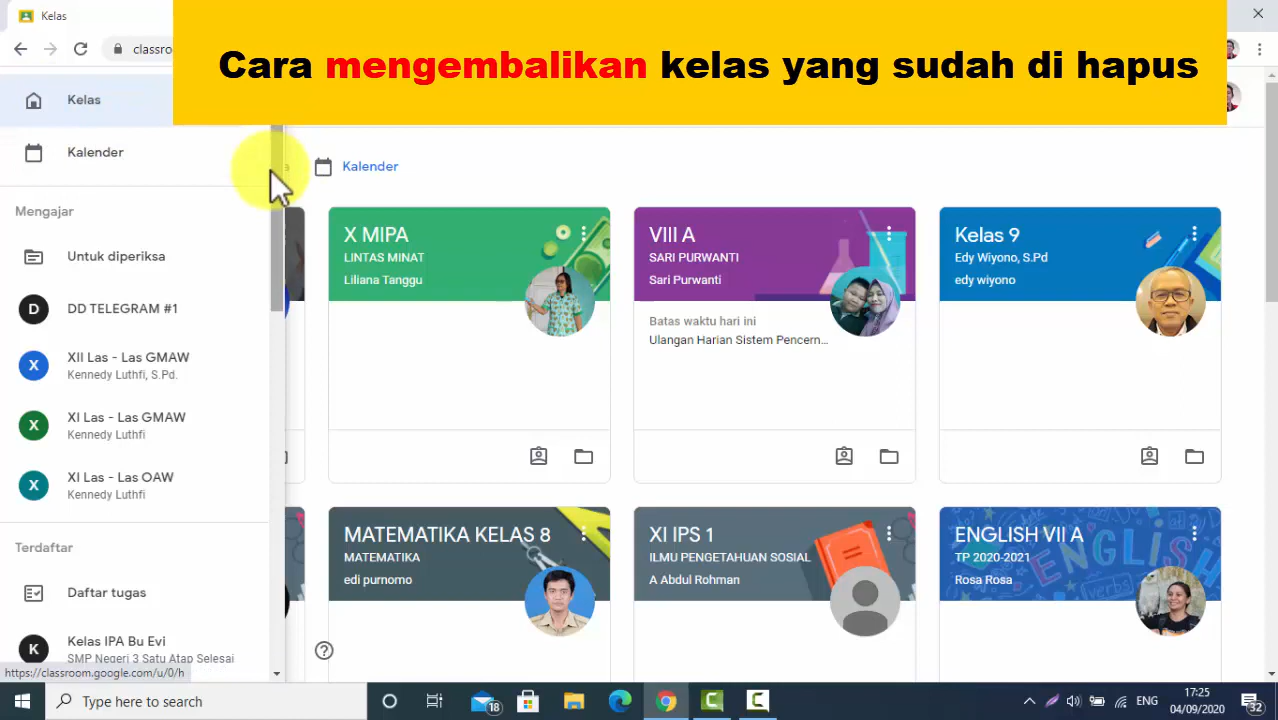 Kelas
classro
Cara mengembalikan kelas yang sudah di hapus
Kelas
Kalender
Mengajar
Untuk diperiksa
D
DD TELEGRAM #1
X
XII Las - Las GMAW
Kennedy Luthfi, S.Pd.
X
XI Las - Las GMAW
Kennedy Luthfi
X
XI Las - Las OAW
Kennedy Luthfi
Terdaftar
Daftar tugas
K
Kelas IPA Bu Evi
SMP Negeri 3 Satu Atap Selesai
https://classroom.google.com/u/0/h
Kalender
X MIPA
LINTAS MINAT
Liliana Tanggu
VIII A
SARI PURWANTI
Sari Purwanti
Batas waktu hari ini
Ulangan Harian Sistem Pencern...
Kelas 9
Edy Wiyono, S.Pd
edy wiyono
MATEMATIKA KELAS 8
MATEMATIKA
edi purnomo
XI IPS 1
ILMU PENGETAHUAN SOSIAL
A Abdul Rohman
ENGLISH VII A
TP 2020-2021
Rosa Rosa
ENGLISH
verbs
Type here to search
18
ENG
17:25
04/09/2020
32